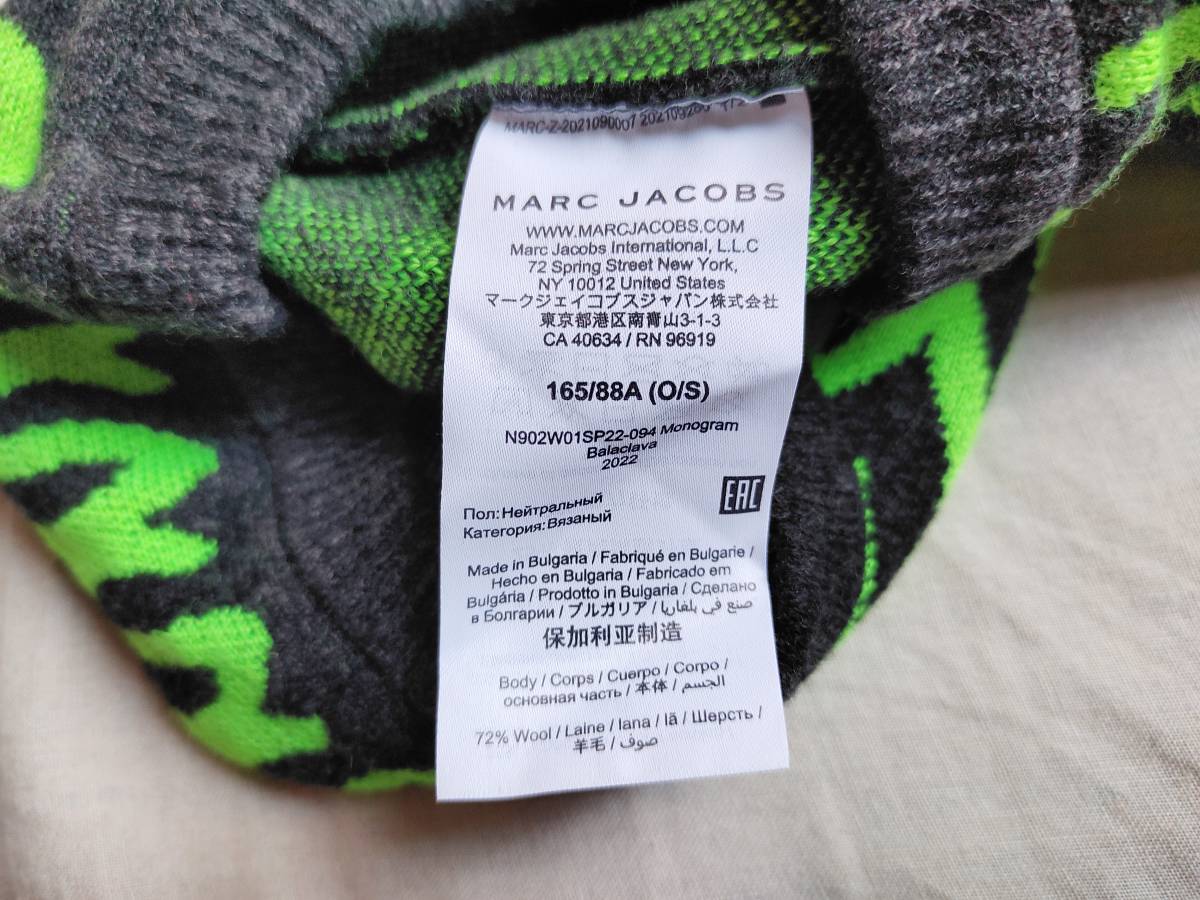 MARC-Z-2021090007
MARC JACOBS
WWW.MARCJACOBS.COM
Marc Jacobs International, L.L.C
72 Spring Street New York,
NY 10012 United States
マークジェイコブスジャパン株式会社
東京都港区南青山3-1-3
CA 40634 / RN 96919
165/88A (O/S)
N902W01SP22-094 Monogram
Balaclava
2022
Пол: Нейтральный
Категория: Вязаный
EAC
Made in Bulgaria / Fabriqué en Bulgarie /
Hecho en Bulgaria / Fabricado em
Bulgária / Prodotto in Bulgaria / Сделано
в Болгарии / ブルガリア / صنع في بلغاريا
保加利亚制造
Body / Corps / Cuerpo / Corpo /
основная часть / 本体 / الجسم
72% Wool / Laine / lana / lã / Шерсть /
羊毛 / صوف